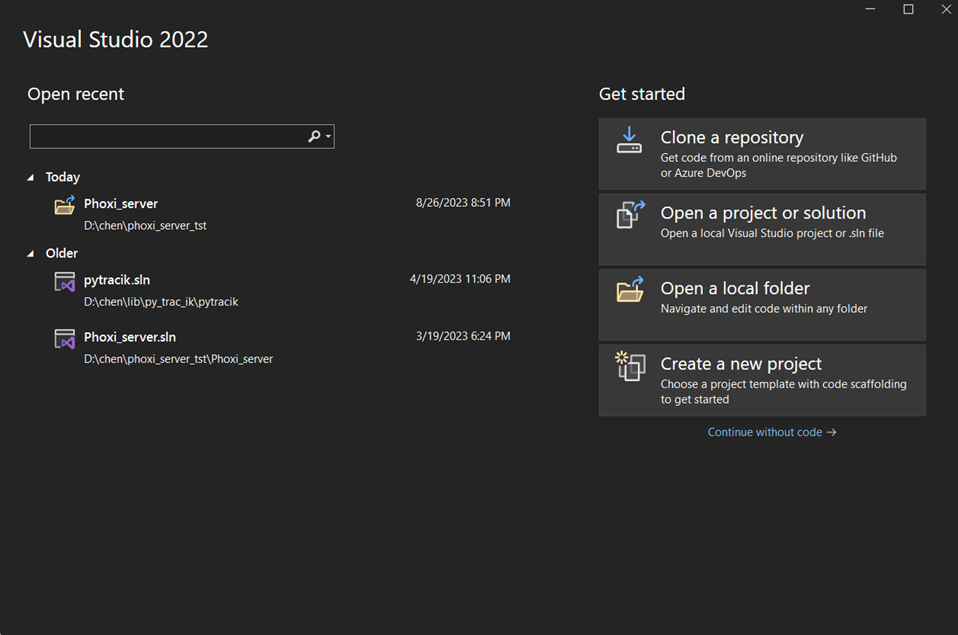 Visual Studio 2022
Open recent
Today
Phoxi_server 8/26/2023 8:51 PM
D:\chen\phoxi_server_tst
Older
pytracik.sln 4/19/2023 11:06 PM
D:\chen\lib\py_trac_ik\pytracik
Phoxi_server.sln 3/19/2023 6:24 PM
D:\chen\phoxi_server_tst\Phoxi_server
Get started
Clone a repository
Get code from an online repository like GitHub
or Azure DevOps
Open a project or solution
Open a local Visual Studio project or .sln file
Open a local folder
Navigate and edit code within any folder
Create a new project
Choose a project template with code scaffolding
to get started
Continue without code →